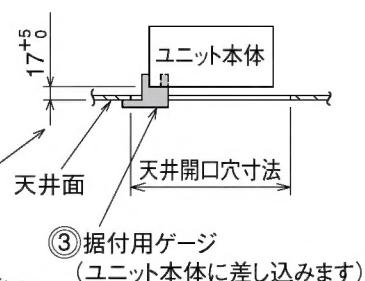 17 +5 0
ユニット本体
天井面
天井開口穴寸法
③据付用ゲージ
(ユニット本体に差し込みます)